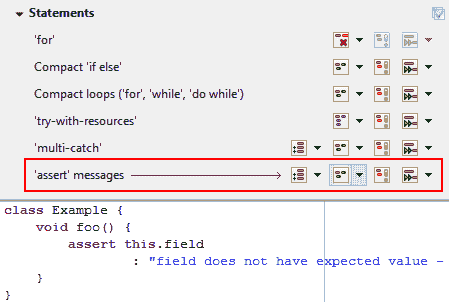 Statements
'for'
Compact 'if else'
Compact loops ('for', 'while', 'do while')
'try-with-resources'
'multi-catch'
'assert' messages
class Example {
    void foo() {
        assert this.field
                : "field does not have expected value -
    }
}